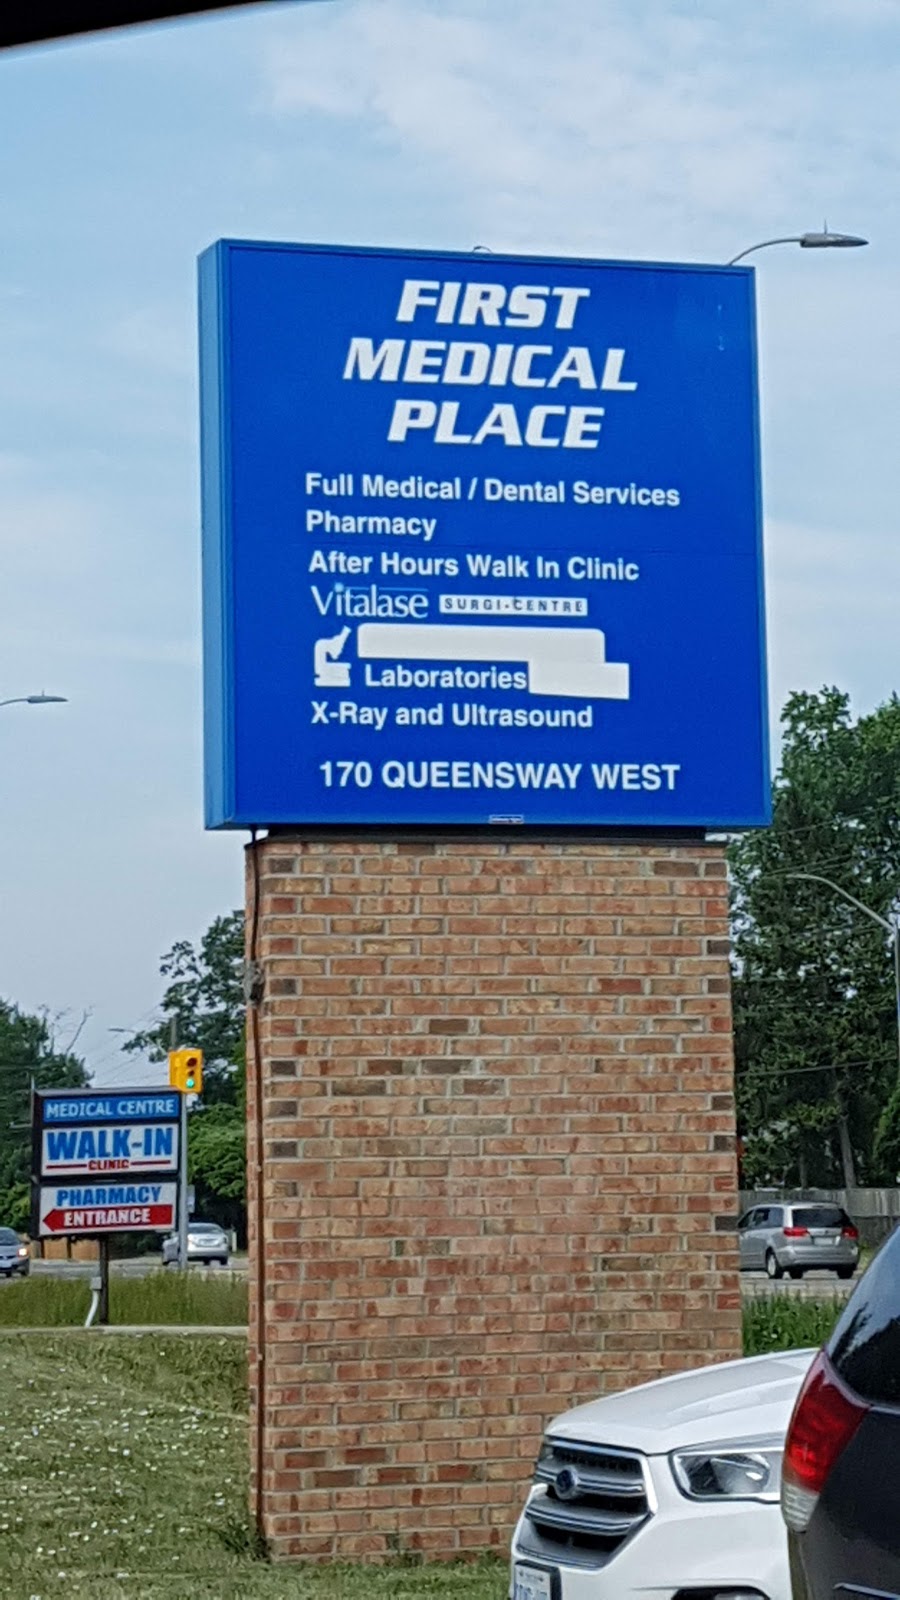 FIRST
MEDICAL
PLACE
Full Medical / Dental Services
Pharmacy
After Hours Walk In Clinic
Vitalase SURGI-CENTRE
Laboratories
X-Ray and Ultrasound
170 QUEENSWAY WEST
MEDICAL CENTRE
WALK-IN
CLINIC
PHARMACY
ENTRANCE